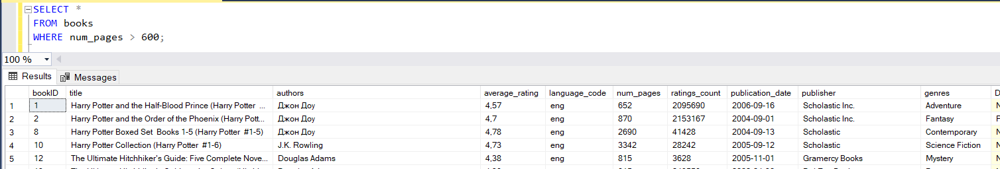 SELECT *
FROM books
WHERE num_pages > 600;
100 %
Results Messages
bookID title authors average_rating language_code num_pages ratings_count publication_date publisher genres D
1 1 Harry Potter and the Half-Blood Prince (Harry Potter ... Джон Доу 4,57 eng 652 2095690 2006-09-16 Scholastic Inc. Adventure N
2 2 Harry Potter and the Order of the Phoenix (Harry Pott... Джон Доу 4,7 eng 870 2153167 2004-09-01 Scholastic Inc. Fantasy F
3 8 Harry Potter Boxed Set Books 1-5 (Harry Potter #1-5) Джон Доу 4,78 eng 2690 41428 2004-09-13 Scholastic Contemporary N
4 10 Harry Potter Collection (Harry Potter #1-6) J.K. Rowling 4,73 eng 3342 28242 2005-09-12 Scholastic Science Fiction N
5 12 The Ultimate Hitchhiker's Guide: Five Complete Nove... Douglas Adams 4,38 eng 815 3628 2005-11-01 Gramercy Books Mystery N